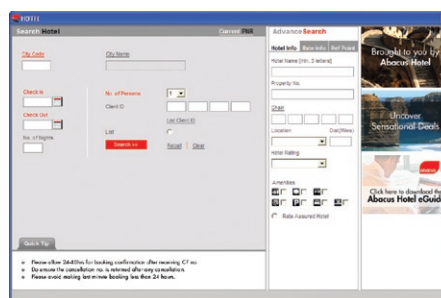 HOTEL
Search Hotel
Current PNR
City Code
City Name
Check In
Check Out
No. of Nights
No. of Persons
1
Client ID
List Client ID
List
Search >>
Reset | Clear
Quick Tip
Please allow 24-48hrs for booking confirmation after receiving CF no.
Do ensure the cancellation no. is returned after any cancellation.
Please avoid making last minute booking less than 24 hours.
Advance Search
Hotel Info
Rate Info
Ref Point
Hotel Name [min. 3 letters]
Property No.
Chain
Location
Dist(Miles)
Hotel Rating
Amenities
Rate Assured Hotel
Brought to you by
Abacus Hotel
Uncover
Sensational Deals
Click here to download the
Abacus Hotel eGuide